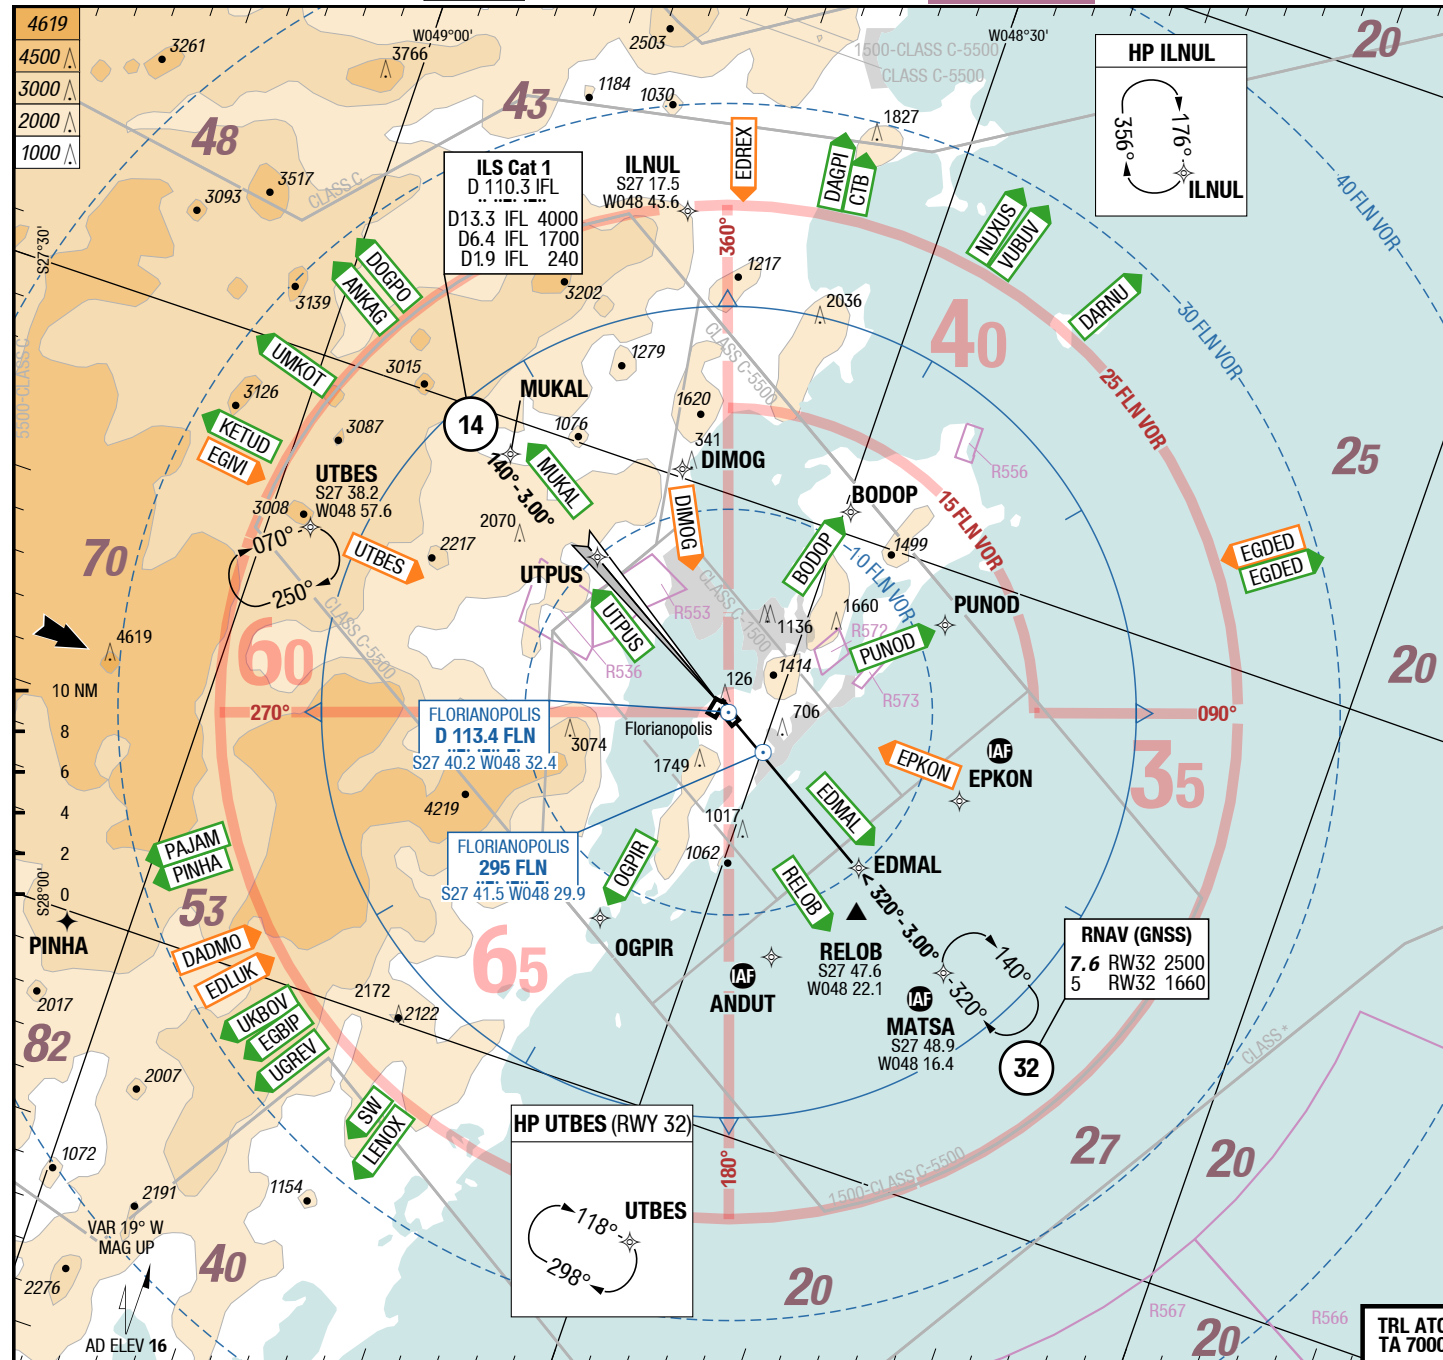 4619
4500
3000
2000
1000
3261
3766
W049°00'
2503
W048°30'
20
1500-CLASS C-5500
CLASS C-5500
HP ILNUL
356°
176°
ILNUL
43
48
1184
1030
1827
CLASS C
3517
3093
ILS Cat 1
D 110.3 IFL
D13.3 IFL 4000
D6.4 IFL 1700
D1.9 IFL 240
ILNUL
S27 17.5
W048 43.6
EDREX
DAGPI
CTB
NUXUS
VUBUV
DARNU
40 FLN VOR
30 FLN VOR
25 FLN VOR
S27°30'
DOGPO
ANKAG
3139
3202
360°
1217
2036
40
UMKOT
3015
1279
CLASS C-5500
5500-CLASS C
3126
3087
MUKAL
14
1076
1620
341
DIMOG
KETUD
EGIVI
UTBES
S27 38.2
W048 57.6
3008
140°-3.00°
MUKAL
DIMOG
BODOP
15 FLN VOR
R556
25
070°
250°
UTBES
2217
2070
UTPUS
UTPUS
R553
CLASS C-1500
BODOP
10 FLN VOR
1499
EGDED
EGDED
70
4619
60
CLASS C-5500
R536
1136
1660
R572
PUNOD
PUNOD
R573
1414
20
10 NM
8
6
4
2
0
270°
FLORIANOPOLIS
D 113.4 FLN
S27 40.2 W048 32.4
3074
Florianopolis
126
706
1749
090°
IAF
EPKON
EPKON
35
4219
FLORIANOPOLIS
295 FLN
S27 41.5 W048 29.9
1017
1062
EDMAL
EDMAL
PAJAM
PINHA
S28°00'
PINHA
53
OGPIR
OGPIR
RELOB
RELOB
S27 47.6
W048 22.1
320°-3.00°
DADMO
EDLUK
65
IAF
ANDUT
IAF
MATSA
S27 48.9
W048 16.4
140°
320°
RNAV (GNSS)
7.6 RW32 2500
5 RW32 1660
32
2017
82
UKBOV
EGBIP
UGREV
2172
2122
CLASS *
2007
SW
LENOX
HP UTBES (RWY 32)
UTBES
118°
298°
180°
1500-CLASS C-5500
27
20
1072
2191
1154
VAR 19° W
MAG UP
2276
40
AD ELEV 16
20
R567
R566
20
TRL ATC
TA 7000